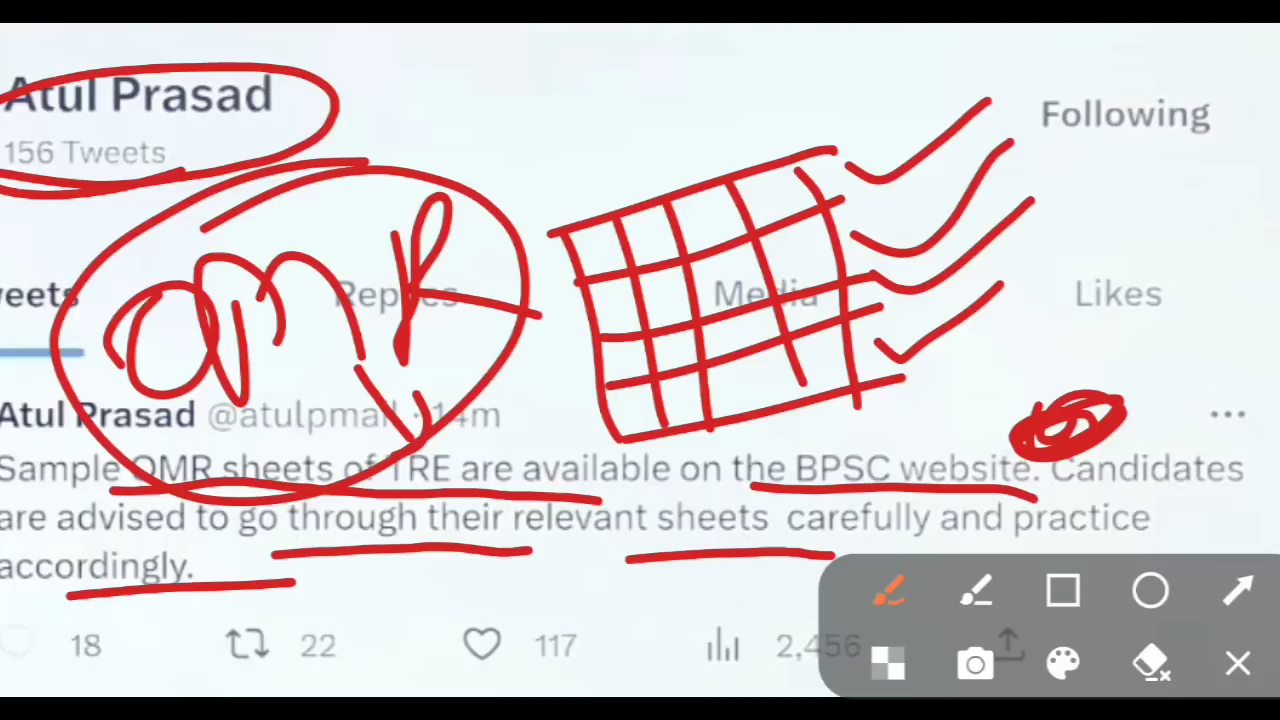 Atul Prasad
156 Tweets
Following
OMR
weets Replies Media Likes
Atul Prasad @atulpmail · 14m
Sample OMR sheets of TRE are available on the BPSC website. Candidates
are advised to go through their relevant sheets carefully and practice
accordingly.
18 22 117 2,456